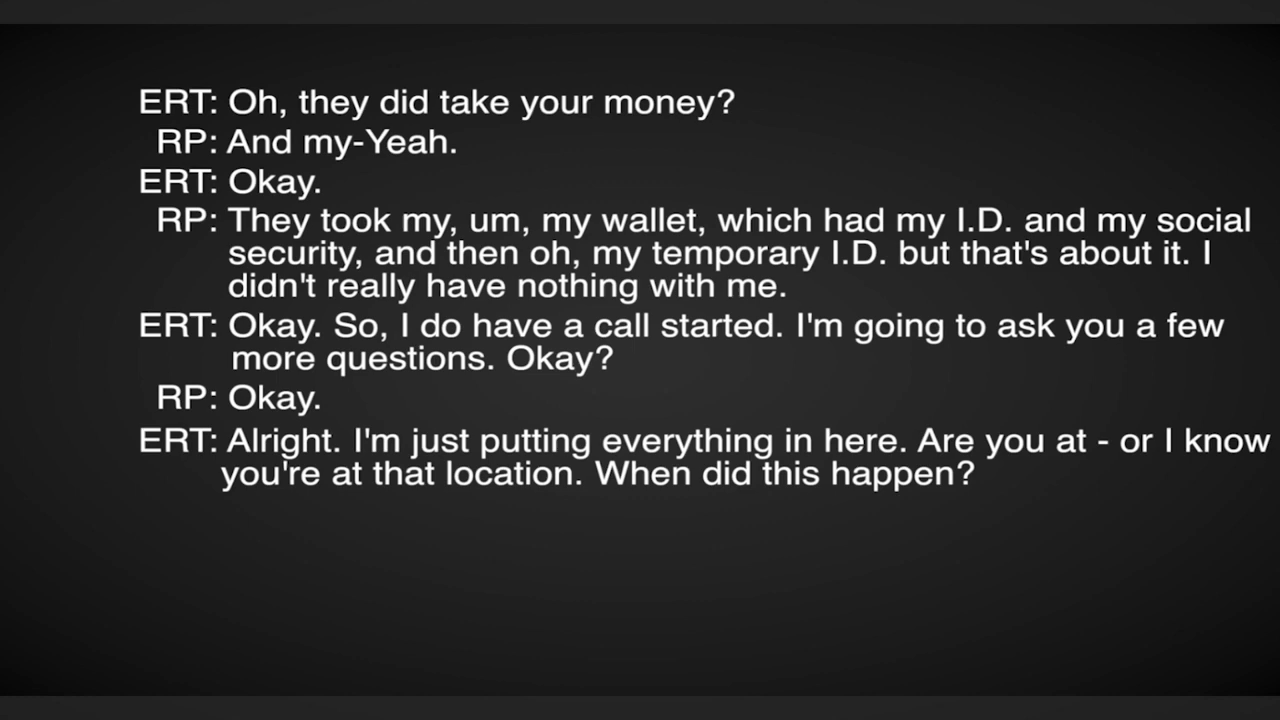 ERT: Oh, they did take your money?
RP: And my-Yeah.
ERT: Okay.
RP: They took my, um, my wallet, which had my I.D. and my social
security, and then oh, my temporary I.D. but that's about it. I
didn't really have nothing with me.
ERT: Okay. So, I do have a call started. I'm going to ask you a few
more questions. Okay?
RP: Okay.
ERT: Alright. I'm just putting everything in here. Are you at - or I know
you're at that location. When did this happen?